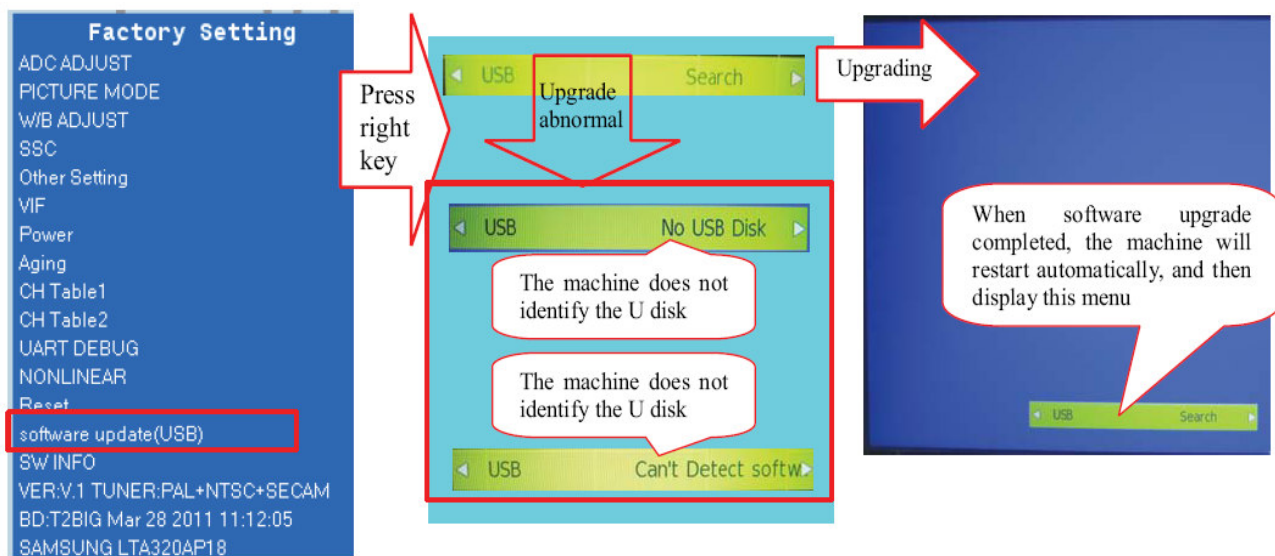 Factory Setting
ADC ADJUST
PICTURE MODE
W/B ADJUST
SSC
Other Setting
VIF
Power
Aging
CH Table1
CH Table2
UART DEBUG
NONLINEAR
Reset
software update(USB)
SW INFO
VER:V.1 TUNER:PAL+NTSC+SECAM
BD:T2BIG Mar 28 2011 11:12:05
SAMSUNG LTA320AP18
Press
right
key
USB Search
Upgrade
abnormal
USB No USB Disk
The machine does not
identify the U disk
The machine does not
identify the U disk
USB Can't Detect softw
Upgrading
When software upgrade
completed, the machine will
restart automatically, and then
display this menu
USB Search